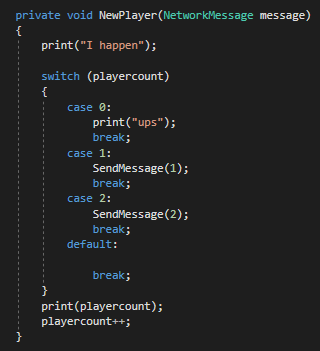 private void NewPlayer(NetworkMessage message)
{
print("I happen");
switch (playercount)
{
case 0:
print("ups");
break;
case 1:
SendMessage(1);
break;
case 2:
SendMessage(2);
break;
default:
break;
}
print(playercount);
playercount++;
}